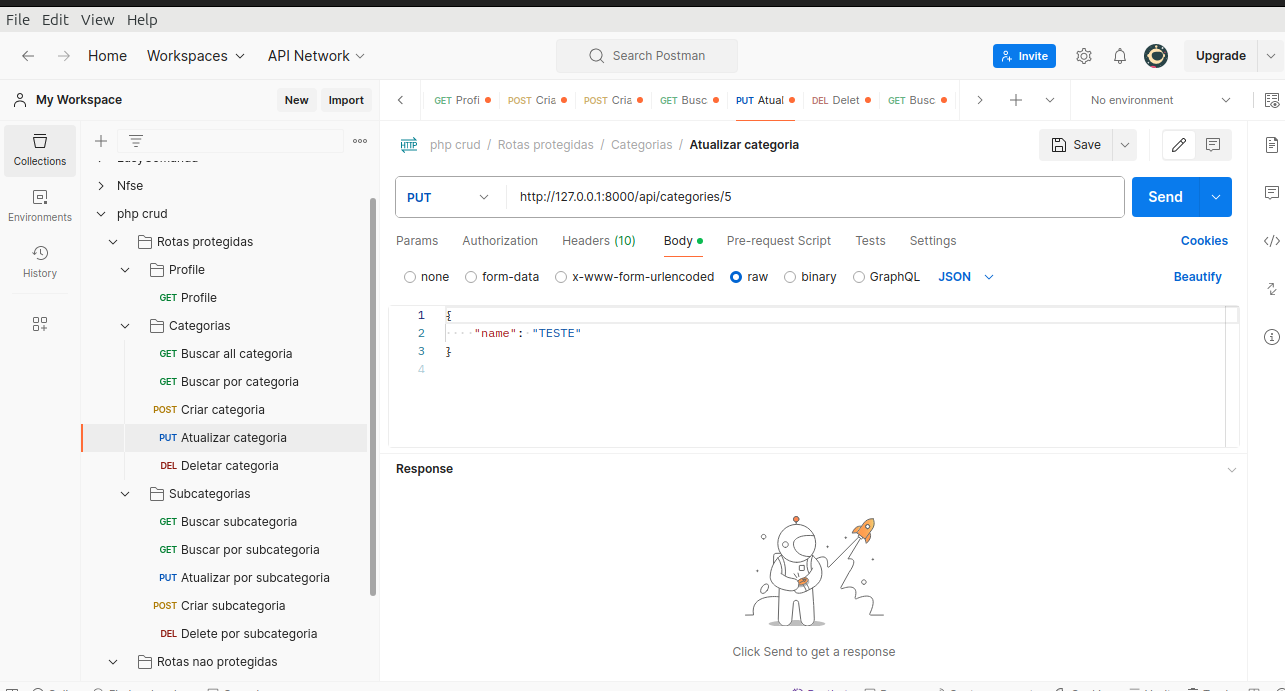 File Edit View Help
Home Workspaces API Network Search Postman Invite Upgrade
My Workspace New Import
GET Profi POST Cria POST Cria GET Busc PUT Atual DEL Delet GET Busc No environment
Collections
Environments
History
Nfse
php crud
Rotas protegidas
Profile
GET Profile
Categorias
GET Buscar all categoria
GET Buscar por categoria
POST Criar categoria
PUT Atualizar categoria
DEL Deletar categoria
Subcategorias
GET Buscar subcategoria
GET Buscar por subcategoria
PUT Atualizar por subcategoria
POST Criar subcategoria
DEL Delete por subcategoria
Rotas nao protegidas
HTTP php crud / Rotas protegidas / Categorias / Atualizar categoria Save
PUT http://127.0.0.1:8000/api/categories/5 Send
Params Authorization Headers (10) Body Pre-request Script Tests Settings Cookies
none form-data x-www-form-urlencoded raw binary GraphQL JSON Beautify
1 {
2 "name": "TESTE"
3 }
4
Response
Click Send to get a response